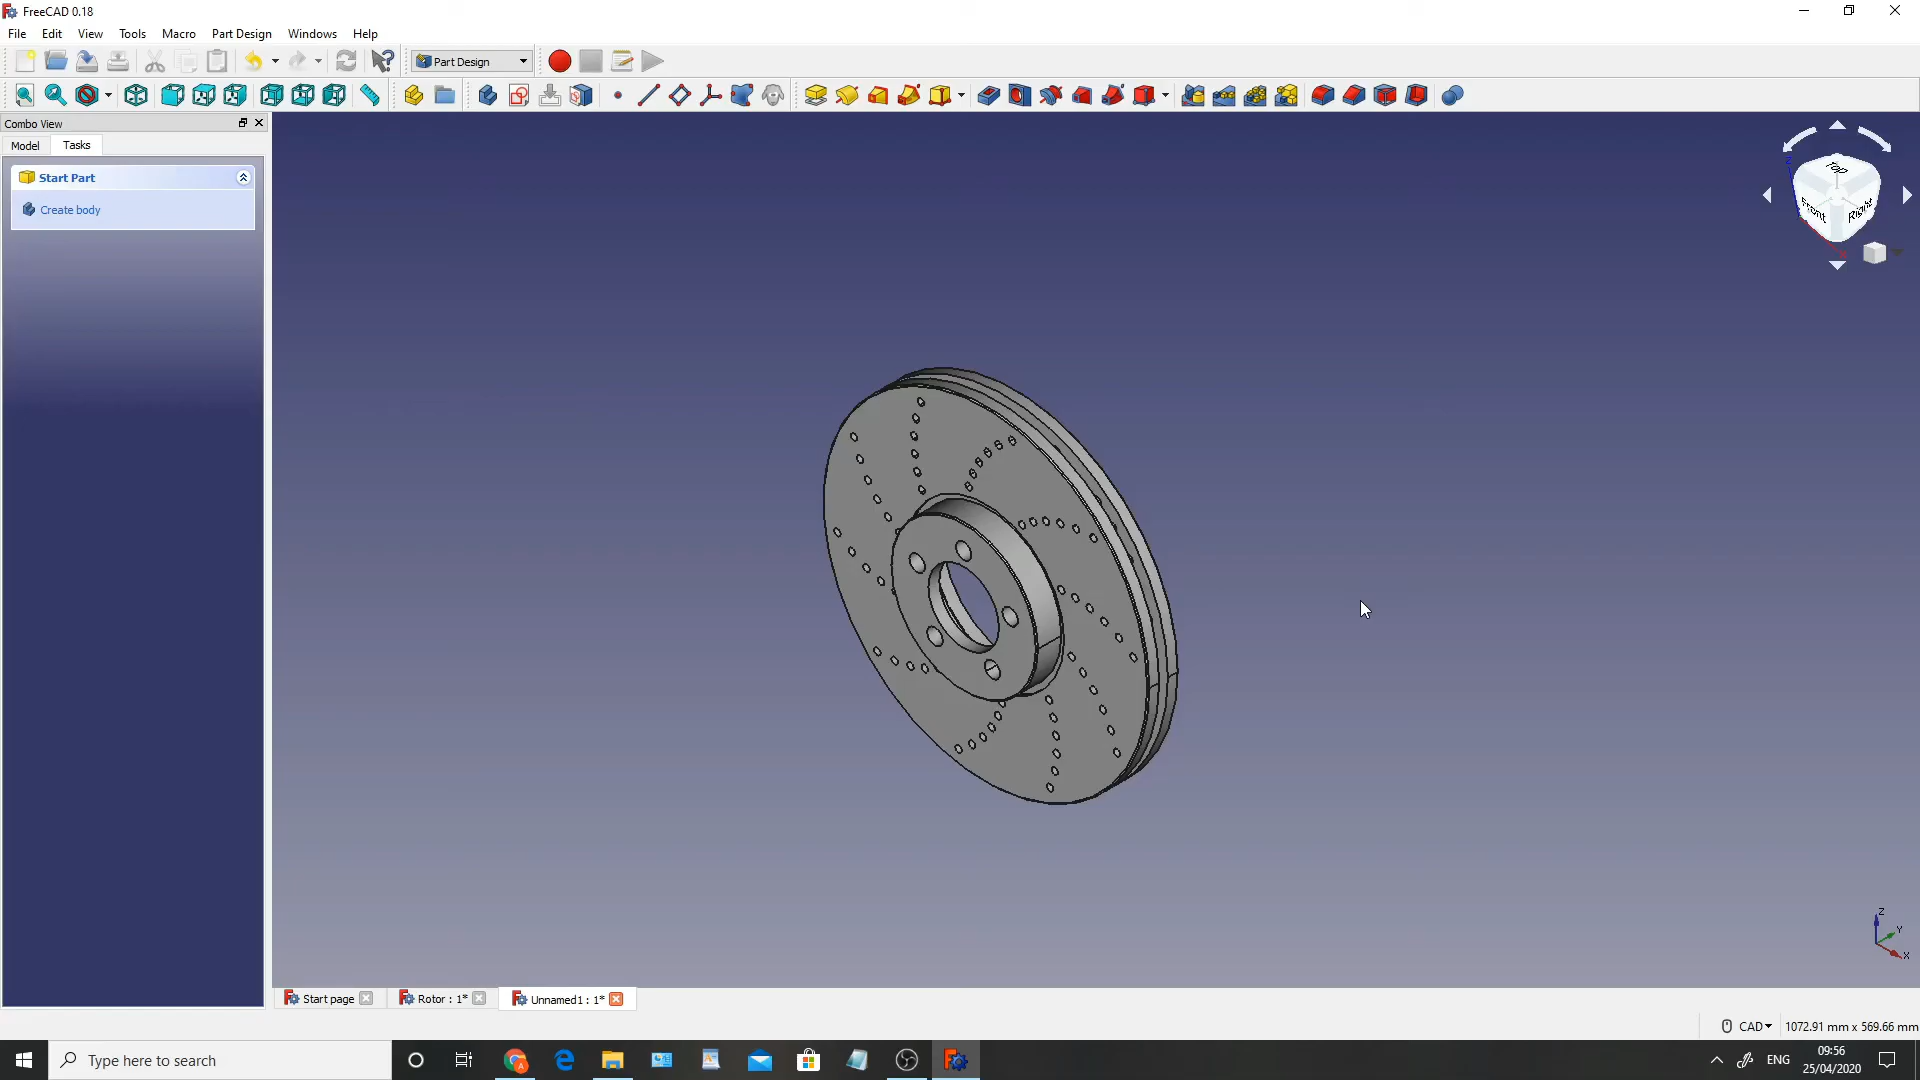 FreeCAD 0.18
File Edit View Tools Macro Part Design Windows Help
Part Design
Combo View
Model Tasks
Start Part
Create body
Top
Front
Right
Z
X
Z
Y
X
Start page
Rotor : 1*
Unnamed1 : 1*
CAD 1072.91 mm x 569.66 mm
Type here to search
ENG
09:56
25/04/2020